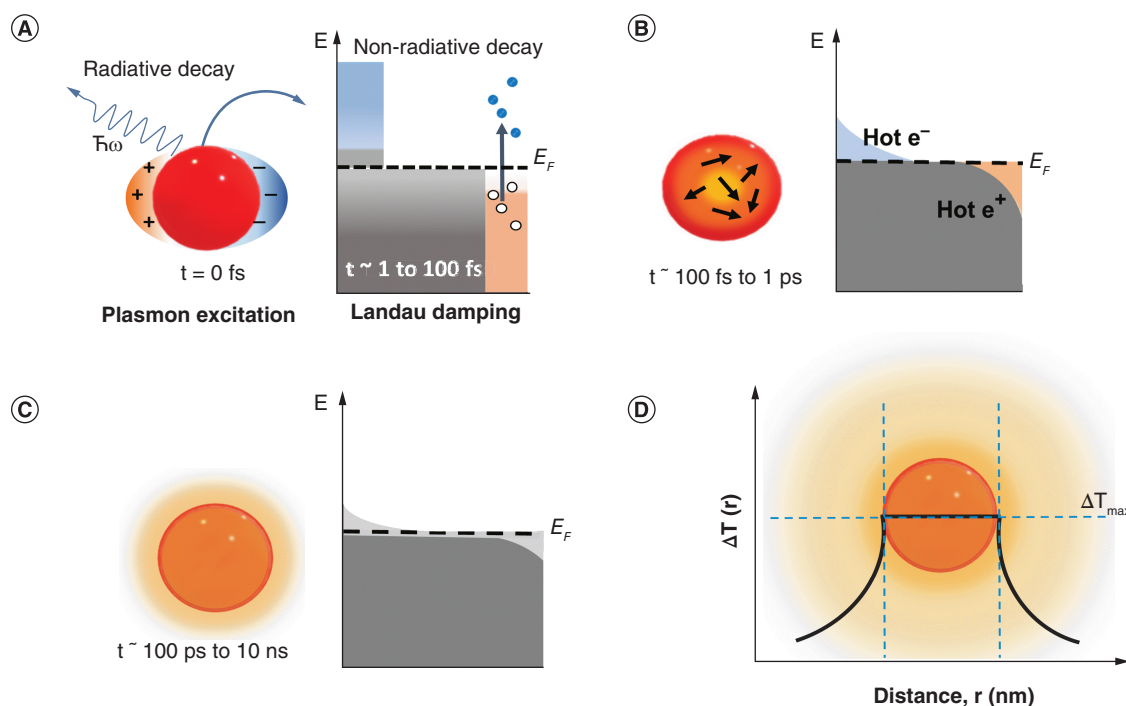 A
Radiative decay
Ħω
+
+
+
−
−
−
t = 0 fs
Plasmon excitation
E
Non-radiative decay
E_F
t ~ 1 to 100 fs
Landau damping
B
t ~ 100 fs to 1 ps
E
Hot e⁻
E_F
Hot e⁺
C
t ~ 100 ps to 10 ns
E
E_F
D
ΔT (r)
ΔT_max
Distance, r (nm)